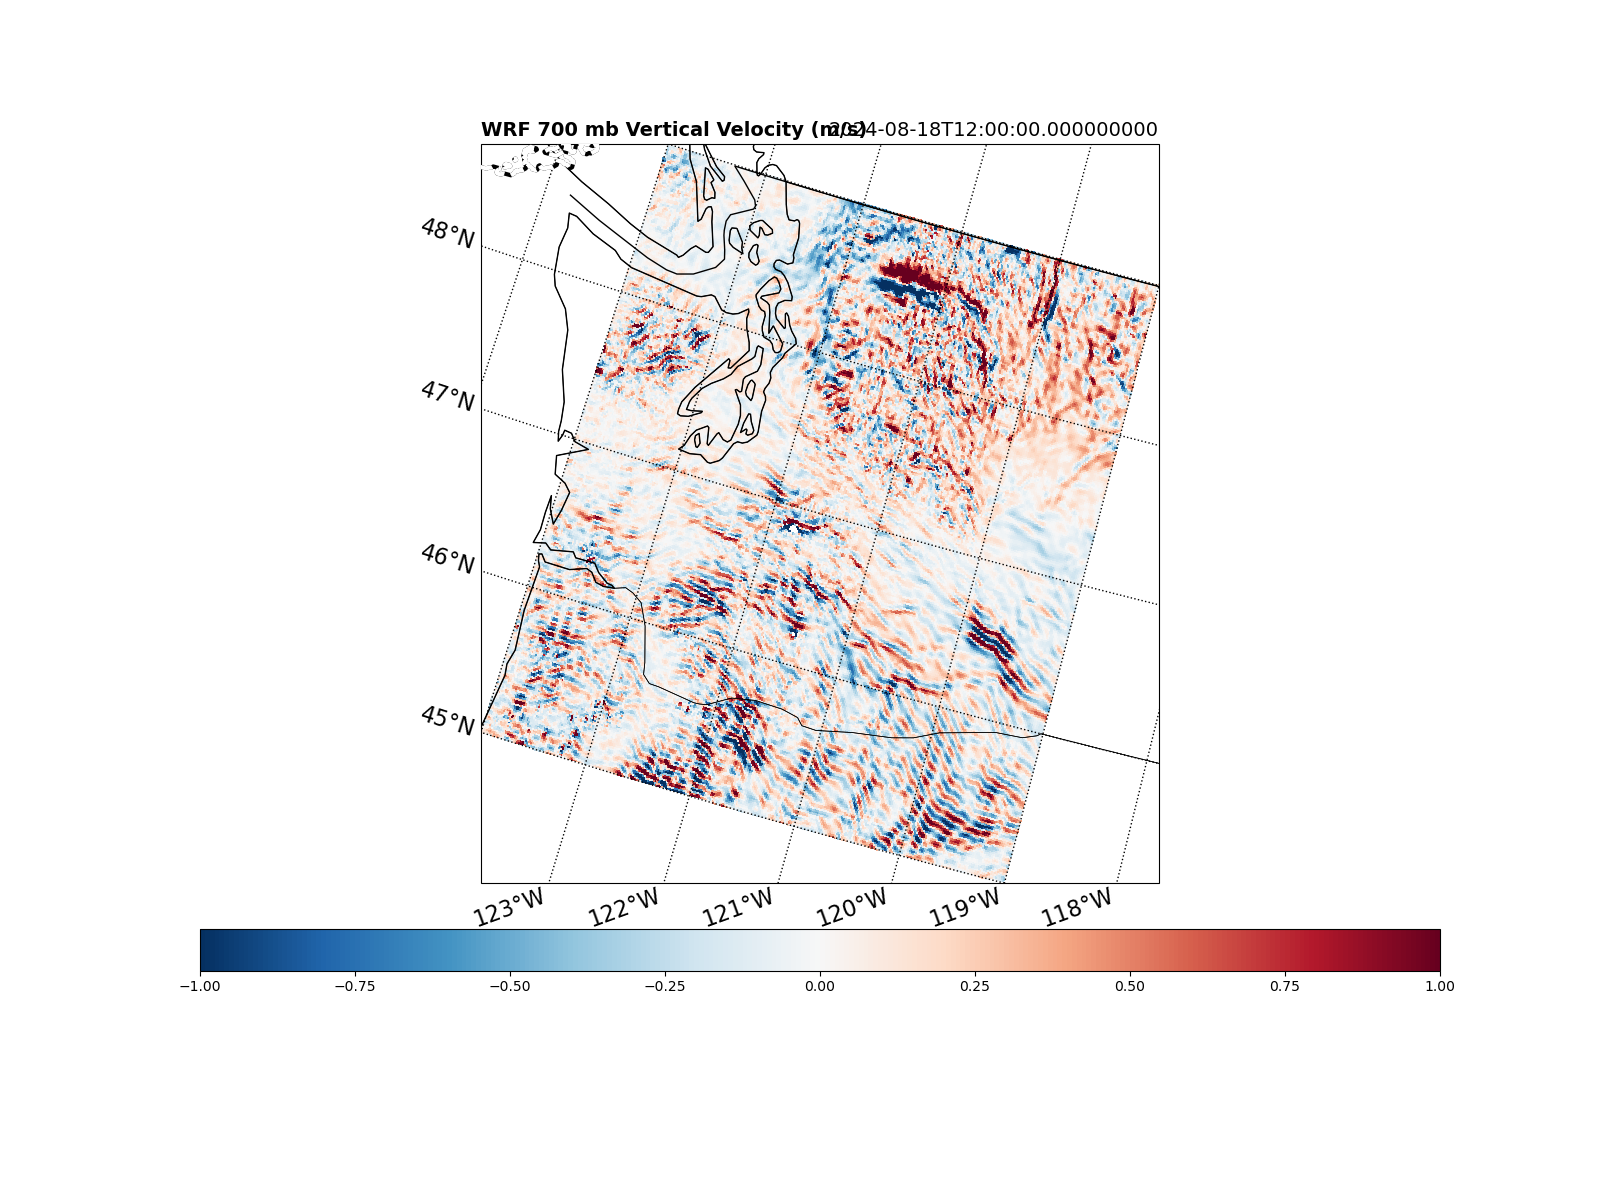 WRF 700 mb Vertical Velocity (m/s) 2024-08-18T12:00:00.000000000
48°N
47°N
46°N
45°N
123°W 122°W 121°W 120°W 119°W 118°W
−1.00 −0.75 −0.50 −0.25 0.00 0.25 0.50 0.75 1.00